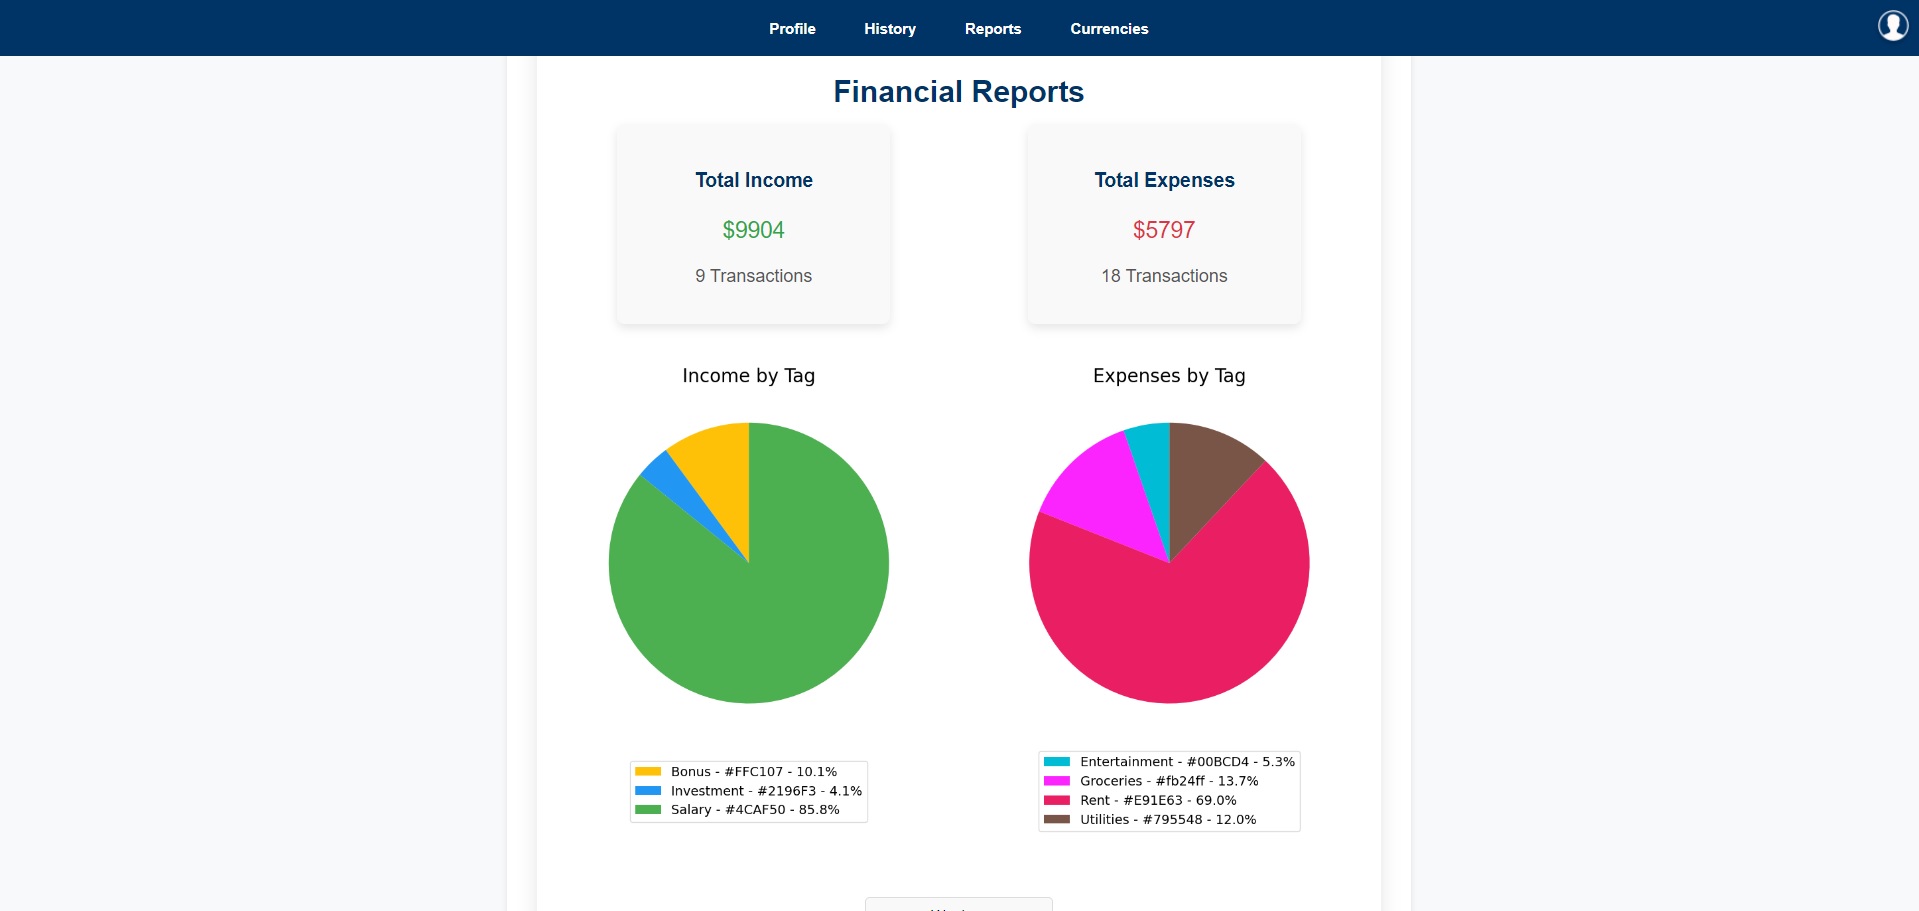 Profile History Reports Currencies
Financial Reports
Total Income
$9904
9 Transactions
Total Expenses
$5797
18 Transactions
Income by Tag
Bonus - #FFC107 - 10.1%
Investment - #2196F3 - 4.1%
Salary - #4CAF50 - 85.8%
Expenses by Tag
Entertainment - #00BCD4 - 5.3%
Groceries - #fb24ff - 13.7%
Rent - #E91E63 - 69.0%
Utilities - #795548 - 12.0%